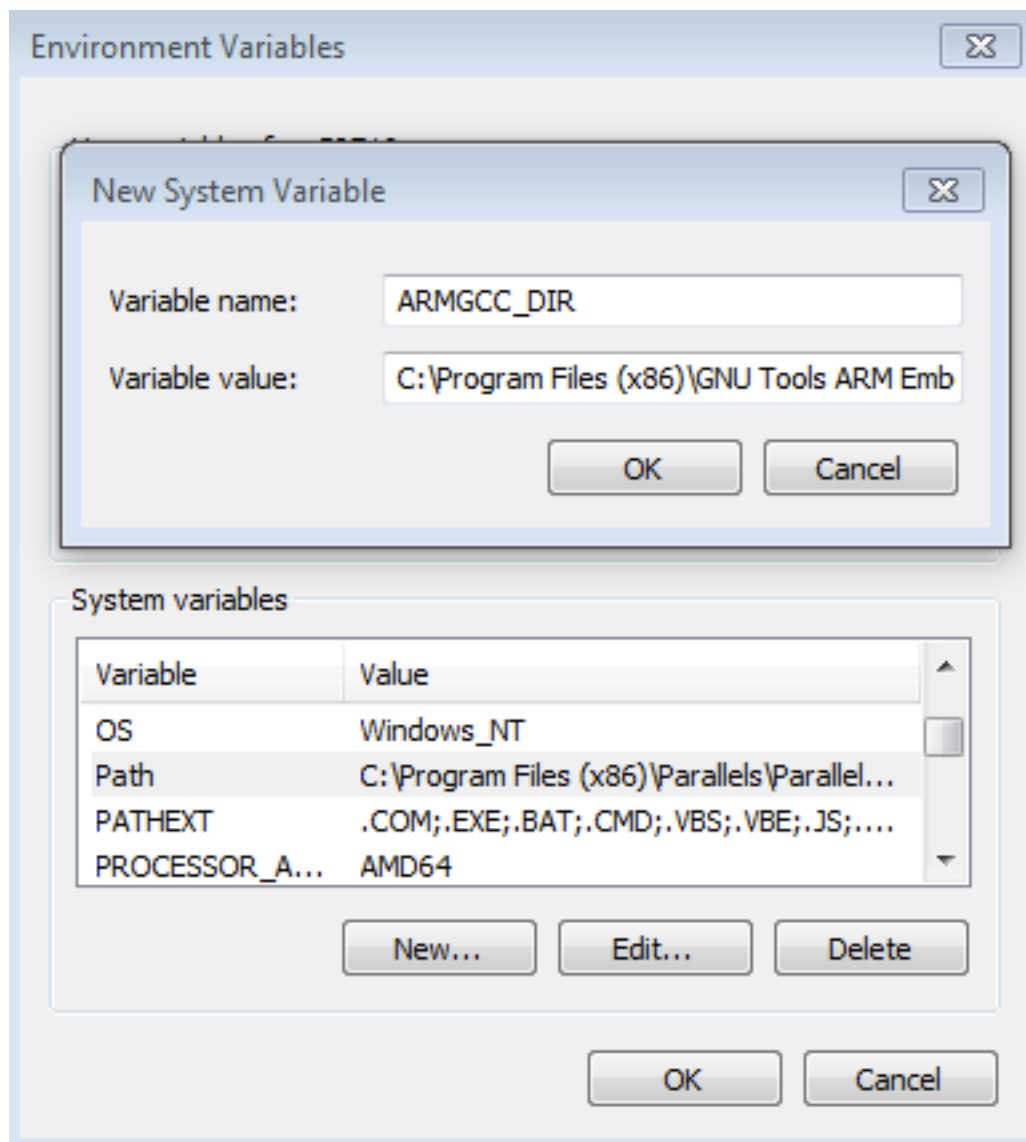 Environment Variables
New System Variable
Variable name: ARMGCC_DIR
Variable value: C:\Program Files (x86)\GNU Tools ARM Emb
OK Cancel
System variables
Variable Value
OS Windows_NT
Path C:\Program Files (x86)\Parallels\Parallel...
PATHEXT .COM;.EXE;.BAT;.CMD;.VBS;.VBE;.JS;....
PROCESSOR_A... AMD64
New... Edit... Delete
OK Cancel